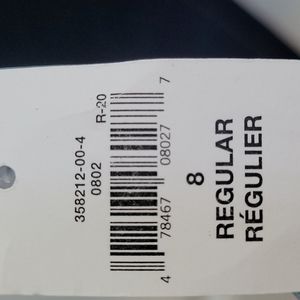 358212-00-4 R-20
0802
4 78467 08027 7
8
REGULAR
RÉGULIER